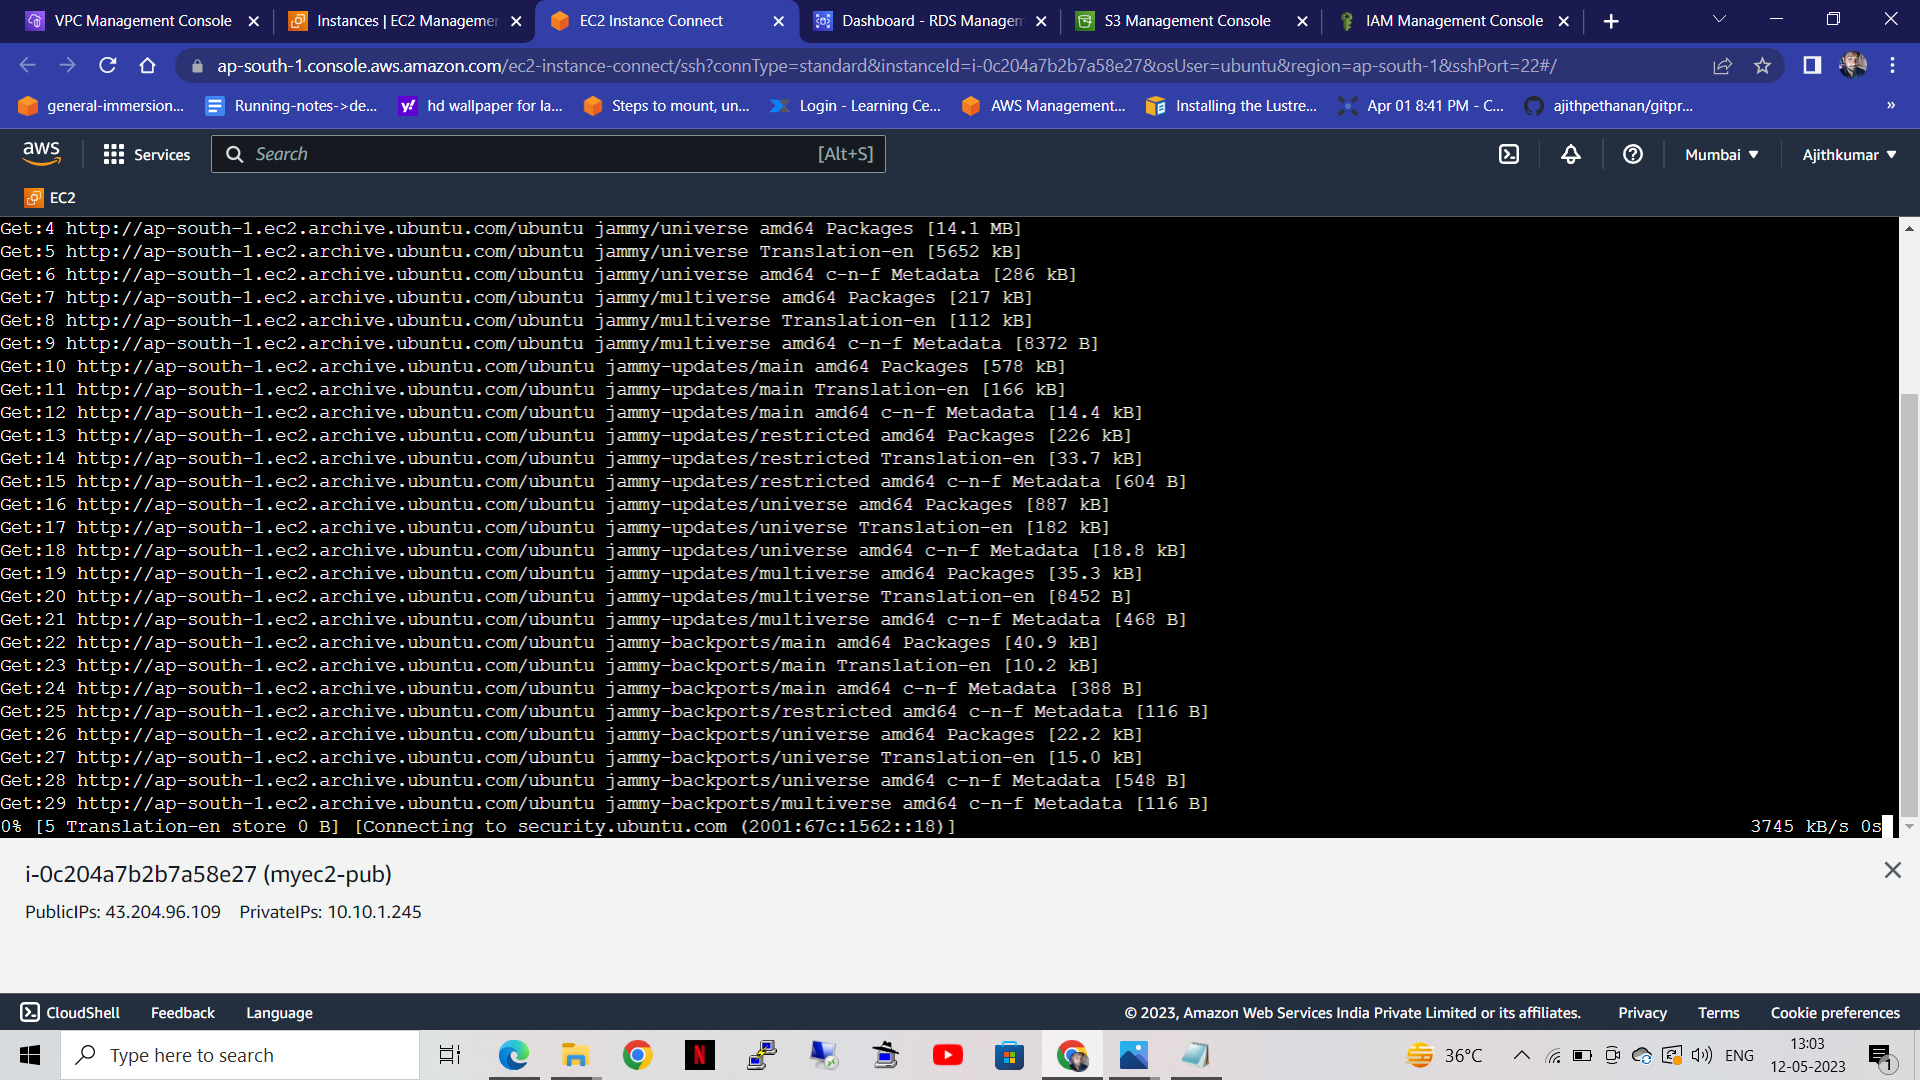 VPC Management Console
Instances | EC2 Managemer
EC2 Instance Connect
Dashboard - RDS Managem
S3 Management Console
IAM Management Console
ap-south-1.console.aws.amazon.com/ec2-instance-connect/ssh?connType=standard&instanceId=i-0c204a7b2b7a58e27&osUser=ubuntu&region=ap-south-1&sshPort=22#/
general-immersion... Running-notes->de... hd wallpaper for la... Steps to mount, un... Login - Learning Ce... AWS Management... Installing the Lustre... Apr 01 8:41 PM - C... ajithpethanan/gitpr... »
aws Services Search [Alt+S] Mumbai ▼ Ajithkumar ▼
EC2
Get:4 http://ap-south-1.ec2.archive.ubuntu.com/ubuntu jammy/universe amd64 Packages [14.1 MB]
Get:5 http://ap-south-1.ec2.archive.ubuntu.com/ubuntu jammy/universe Translation-en [5652 kB]
Get:6 http://ap-south-1.ec2.archive.ubuntu.com/ubuntu jammy/universe amd64 c-n-f Metadata [286 kB]
Get:7 http://ap-south-1.ec2.archive.ubuntu.com/ubuntu jammy/multiverse amd64 Packages [217 kB]
Get:8 http://ap-south-1.ec2.archive.ubuntu.com/ubuntu jammy/multiverse Translation-en [112 kB]
Get:9 http://ap-south-1.ec2.archive.ubuntu.com/ubuntu jammy/multiverse amd64 c-n-f Metadata [8372 B]
Get:10 http://ap-south-1.ec2.archive.ubuntu.com/ubuntu jammy-updates/main amd64 Packages [578 kB]
Get:11 http://ap-south-1.ec2.archive.ubuntu.com/ubuntu jammy-updates/main Translation-en [166 kB]
Get:12 http://ap-south-1.ec2.archive.ubuntu.com/ubuntu jammy-updates/main amd64 c-n-f Metadata [14.4 kB]
Get:13 http://ap-south-1.ec2.archive.ubuntu.com/ubuntu jammy-updates/restricted amd64 Packages [226 kB]
Get:14 http://ap-south-1.ec2.archive.ubuntu.com/ubuntu jammy-updates/restricted Translation-en [33.7 kB]
Get:15 http://ap-south-1.ec2.archive.ubuntu.com/ubuntu jammy-updates/restricted amd64 c-n-f Metadata [604 B]
Get:16 http://ap-south-1.ec2.archive.ubuntu.com/ubuntu jammy-updates/universe amd64 Packages [887 kB]
Get:17 http://ap-south-1.ec2.archive.ubuntu.com/ubuntu jammy-updates/universe Translation-en [182 kB]
Get:18 http://ap-south-1.ec2.archive.ubuntu.com/ubuntu jammy-updates/universe amd64 c-n-f Metadata [18.8 kB]
Get:19 http://ap-south-1.ec2.archive.ubuntu.com/ubuntu jammy-updates/multiverse amd64 Packages [35.3 kB]
Get:20 http://ap-south-1.ec2.archive.ubuntu.com/ubuntu jammy-updates/multiverse Translation-en [8452 B]
Get:21 http://ap-south-1.ec2.archive.ubuntu.com/ubuntu jammy-updates/multiverse amd64 c-n-f Metadata [468 B]
Get:22 http://ap-south-1.ec2.archive.ubuntu.com/ubuntu jammy-backports/main amd64 Packages [40.9 kB]
Get:23 http://ap-south-1.ec2.archive.ubuntu.com/ubuntu jammy-backports/main Translation-en [10.2 kB]
Get:24 http://ap-south-1.ec2.archive.ubuntu.com/ubuntu jammy-backports/main amd64 c-n-f Metadata [388 B]
Get:25 http://ap-south-1.ec2.archive.ubuntu.com/ubuntu jammy-backports/restricted amd64 c-n-f Metadata [116 B]
Get:26 http://ap-south-1.ec2.archive.ubuntu.com/ubuntu jammy-backports/universe amd64 Packages [22.2 kB]
Get:27 http://ap-south-1.ec2.archive.ubuntu.com/ubuntu jammy-backports/universe Translation-en [15.0 kB]
Get:28 http://ap-south-1.ec2.archive.ubuntu.com/ubuntu jammy-backports/universe amd64 c-n-f Metadata [548 B]
Get:29 http://ap-south-1.ec2.archive.ubuntu.com/ubuntu jammy-backports/multiverse amd64 c-n-f Metadata [116 B]
0% [5 Translation-en store 0 B] [Connecting to security.ubuntu.com (2001:67c:1562::18)] 3745 kB/s 0s
i-0c204a7b2b7a58e27 (myec2-pub)
PublicIPs: 43.204.96.109 PrivateIPs: 10.10.1.245
CloudShell Feedback Language © 2023, Amazon Web Services India Private Limited or its affiliates. Privacy Terms Cookie preferences
Type here to search 36°C ENG 13:03
12-05-2023
1